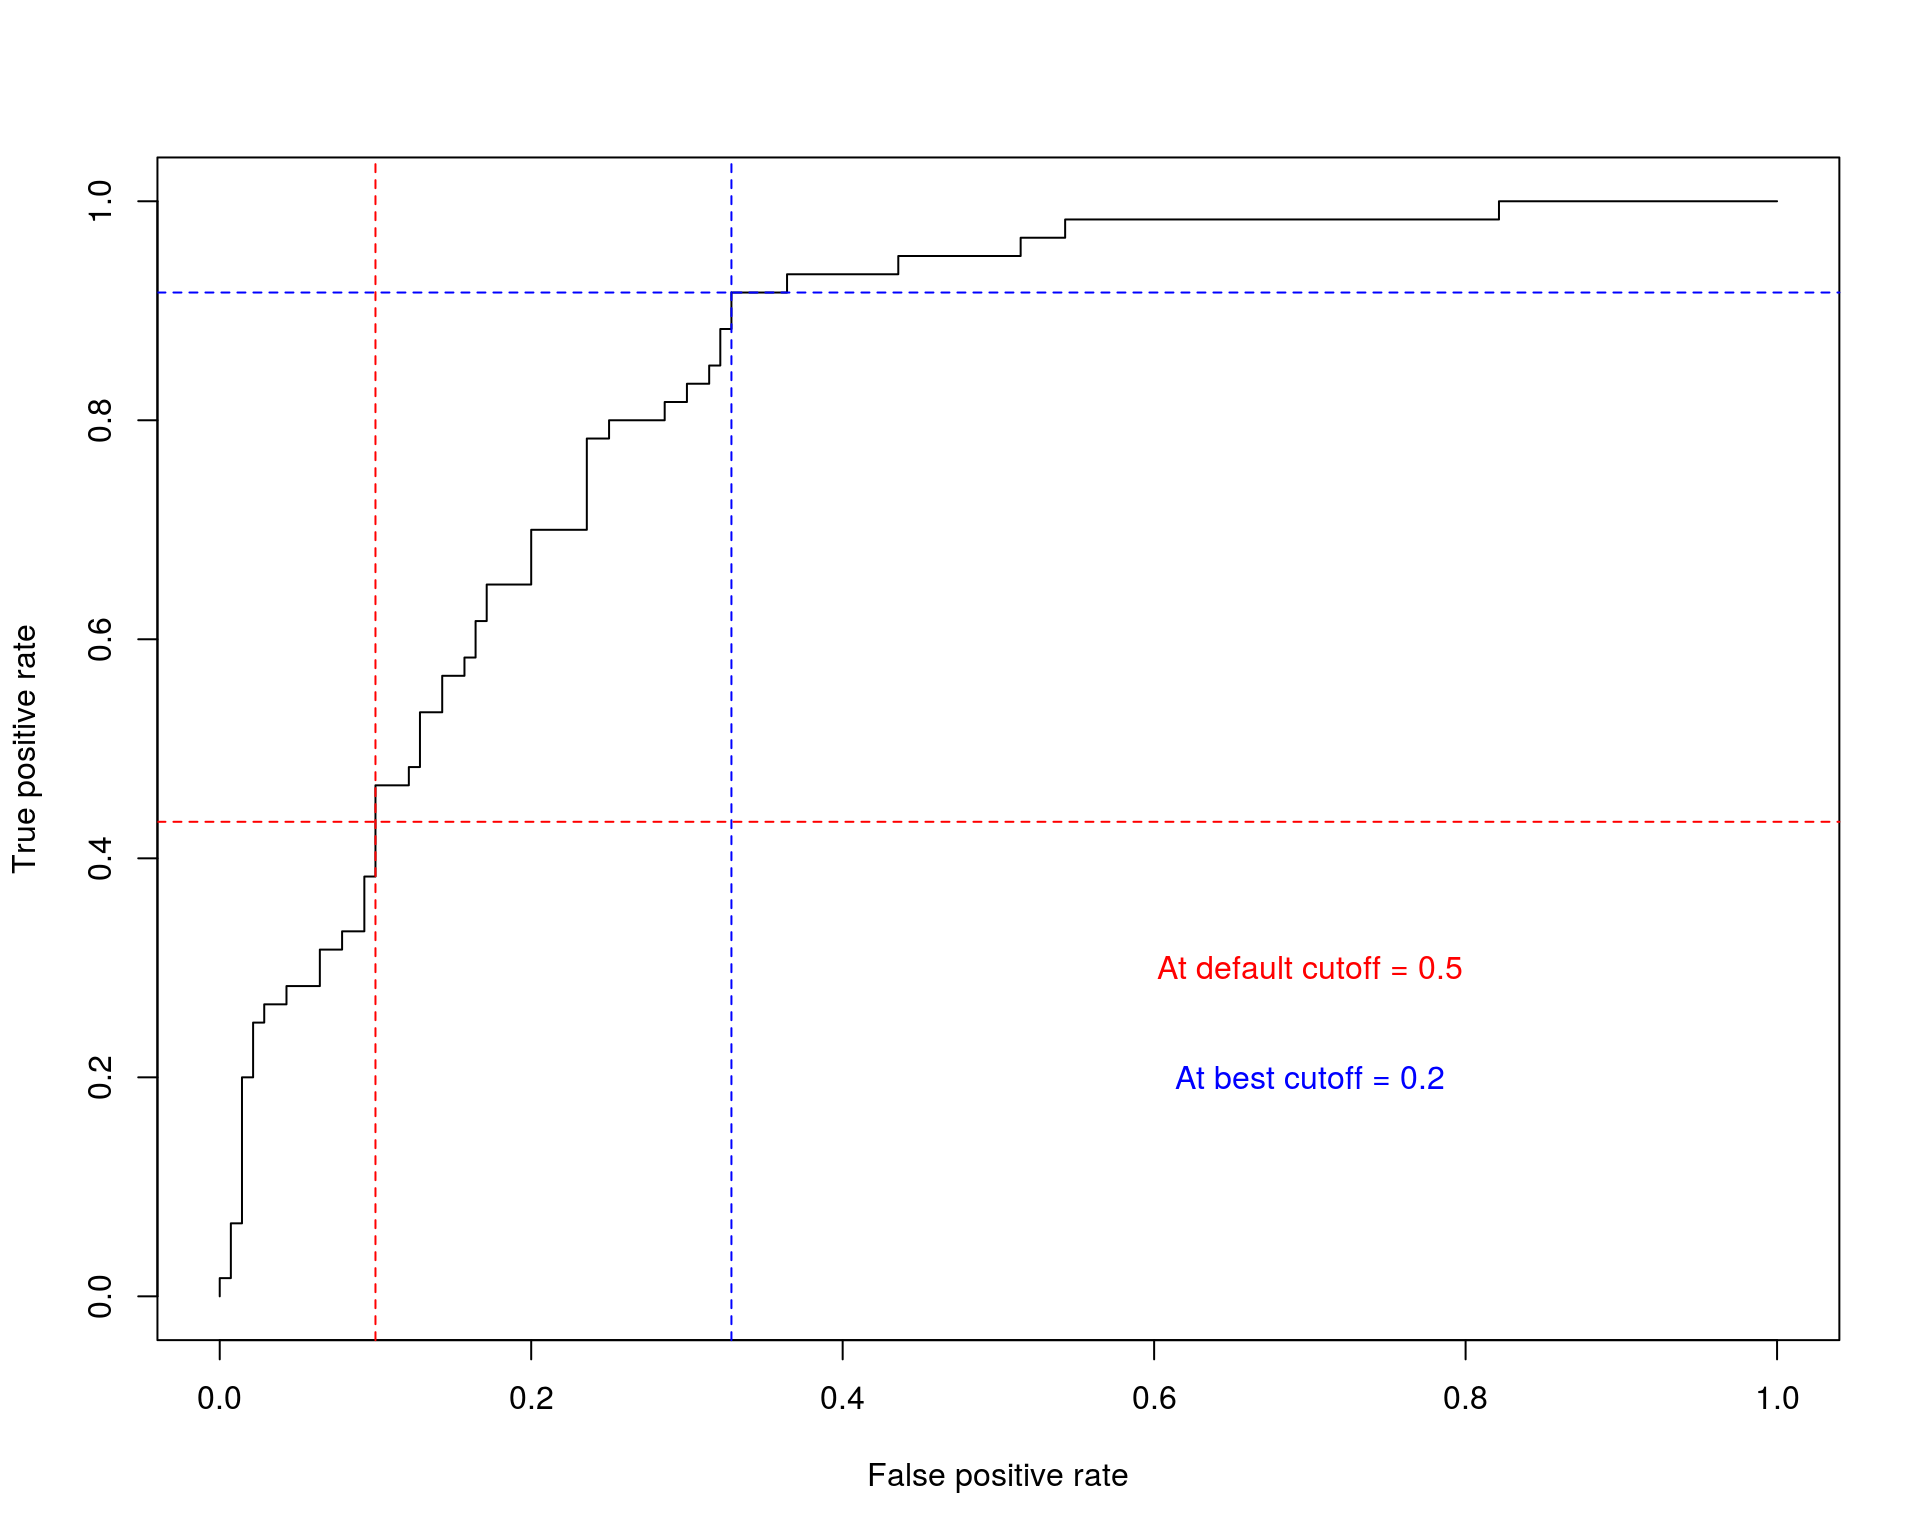 True positive rate
1.0
0.8
0.6
0.4
0.2
0.0
At default cutoff = 0.5
At best cutoff = 0.2
0.0 0.2 0.4 0.6 0.8 1.0
False positive rate